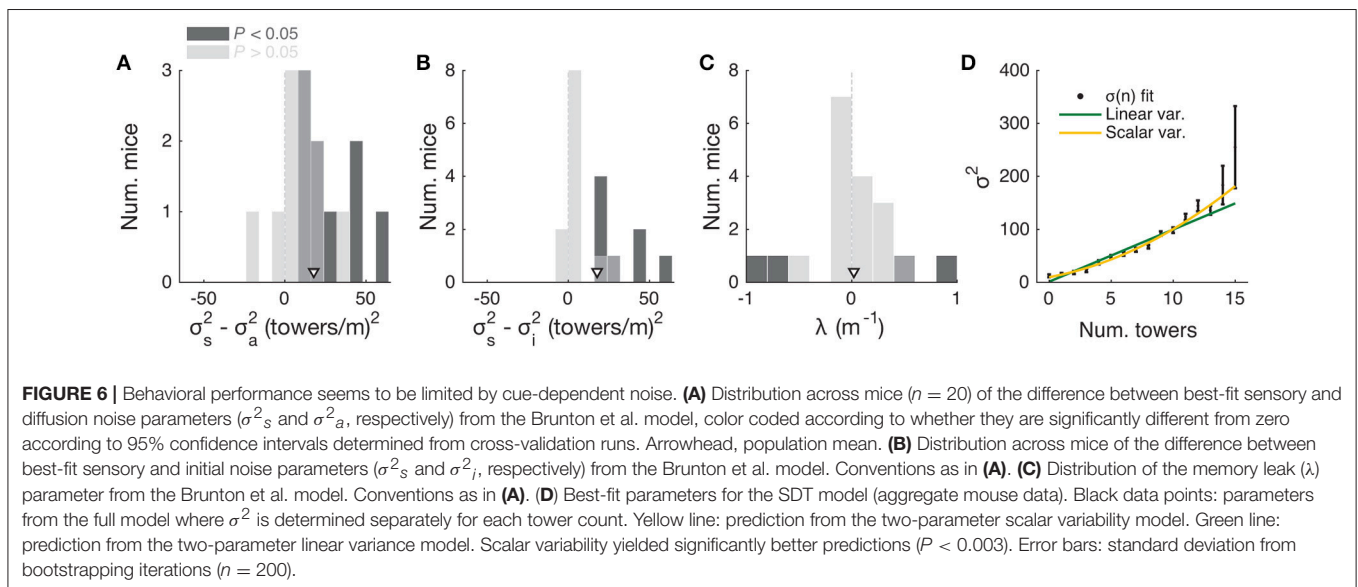 P < 0.05
P > 0.05
A
3
2
1
0
Num. mice
-50 0 50
σ²s - σ²a (towers/m)²
B
8
6
4
2
0
Num. mice
-50 0 50
σ²s - σ²i (towers/m)²
C
8
6
4
2
0
Num. mice
-1 0 1
λ (m⁻¹)
D
400
300
200
100
0
σ²
σ(n) fit
Linear var.
Scalar var.
0 5 10 15
Num. towers
FIGURE 6 | Behavioral performance seems to be limited by cue-dependent noise. (A) Distribution across mice (n = 20) of the difference between best-fit sensory and
diffusion noise parameters (σ²s and σ²a, respectively) from the Brunton et al. model, color coded according to whether they are significantly different from zero
according to 95% confidence intervals determined from cross-validation runs. Arrowhead, population mean. (B) Distribution across mice of the difference between
best-fit sensory and initial noise parameters (σ²s and σ²i, respectively) from the Brunton et al. model. Conventions as in (A). (C) Distribution of the memory leak (λ)
parameter from the Brunton et al. model. Conventions as in (A). (D) Best-fit parameters for the SDT model (aggregate mouse data). Black data points: parameters
from the full model where σ² is determined separately for each tower count. Yellow line: prediction from the two-parameter scalar variability model. Green line:
prediction from the two-parameter linear variance model. Scalar variability yielded significantly better predictions (P < 0.003). Error bars: standard deviation from
bootstrapping iterations (n = 200).